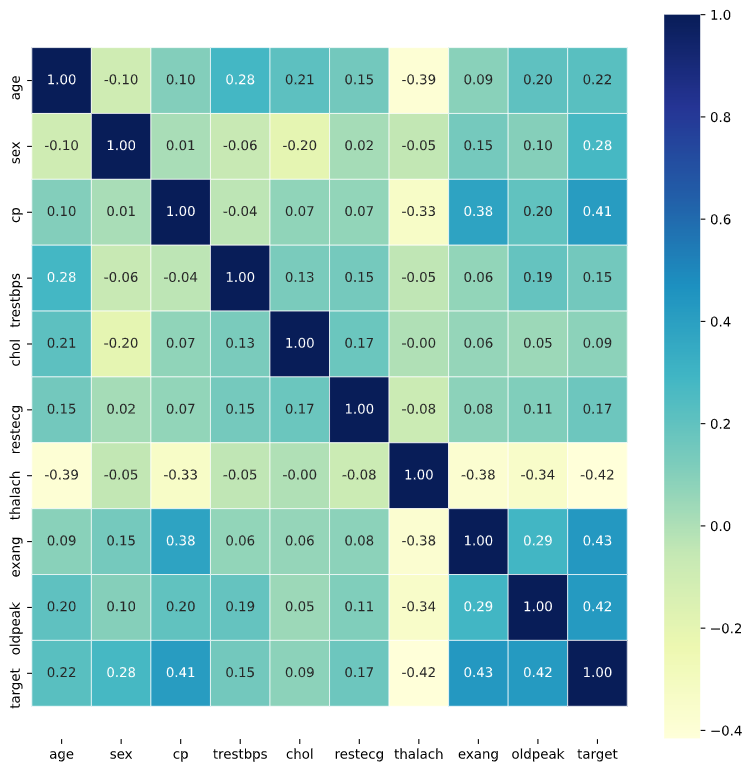 1.0
age 1.00 -0.10 0.10 0.28 0.21 0.15 -0.39 0.09 0.20 0.22
sex -0.10 1.00 0.01 -0.06 -0.20 0.02 -0.05 0.15 0.10 0.28
0.8
cp 0.10 0.01 1.00 -0.04 0.07 0.07 -0.33 0.38 0.20 0.41
0.6
trestbps 0.28 -0.06 -0.04 1.00 0.13 0.15 -0.05 0.06 0.19 0.15
0.4
chol 0.21 -0.20 0.07 0.13 1.00 0.17 -0.00 0.06 0.05 0.09
restecg 0.15 0.02 0.07 0.15 0.17 1.00 -0.08 0.08 0.11 0.17
0.2
thalach -0.39 -0.05 -0.33 -0.05 -0.00 -0.08 1.00 -0.38 -0.34 -0.42
0.0
exang 0.09 0.15 0.38 0.06 0.06 0.08 -0.38 1.00 0.29 0.43
oldpeak 0.20 0.10 0.20 0.19 0.05 0.11 -0.34 0.29 1.00 0.42
−0.2
target 0.22 0.28 0.41 0.15 0.09 0.17 -0.42 0.43 0.42 1.00
−0.4
age sex cp trestbps chol restecg thalach exang oldpeak target